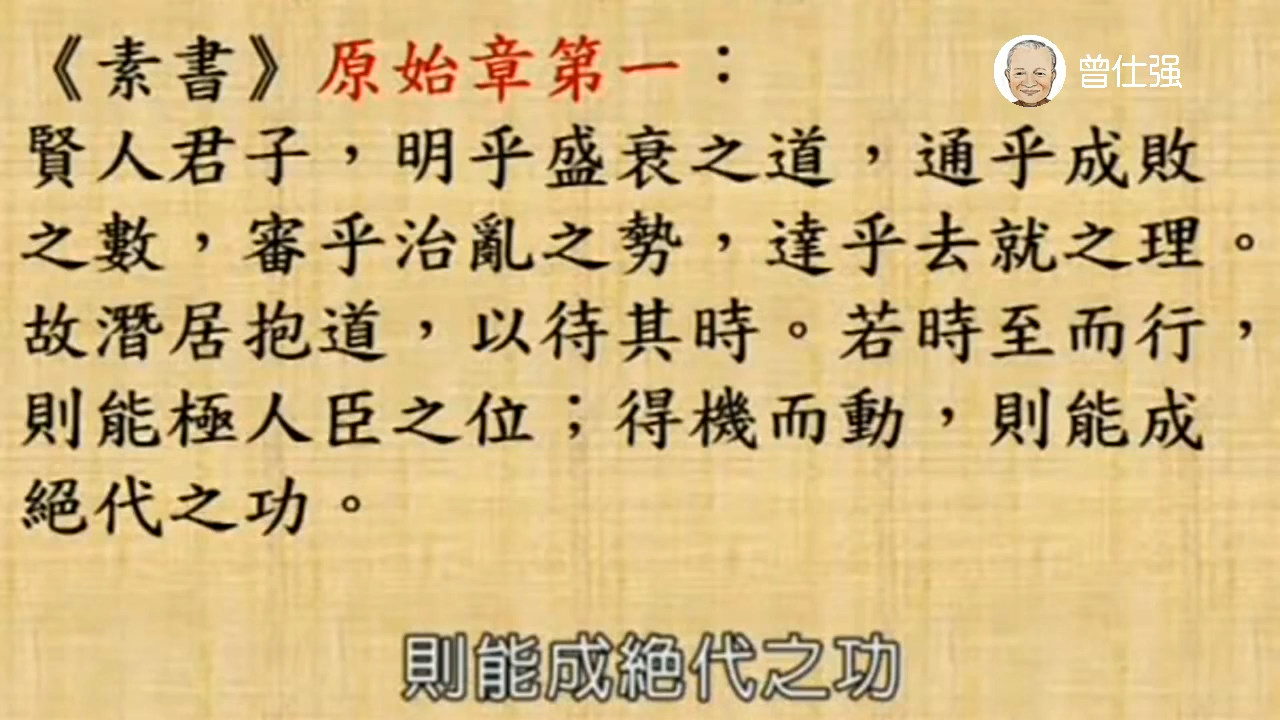 《素書》原始章第一：
曾仕强
賢人君子，明乎盛衰之道，通乎成敗
之數，審乎治亂之勢，達乎去就之理。
故潛居抱道，以待其時。若時至而行，
則能極人臣之位；得機而動，則能成
絕代之功。
則能成絕代之功